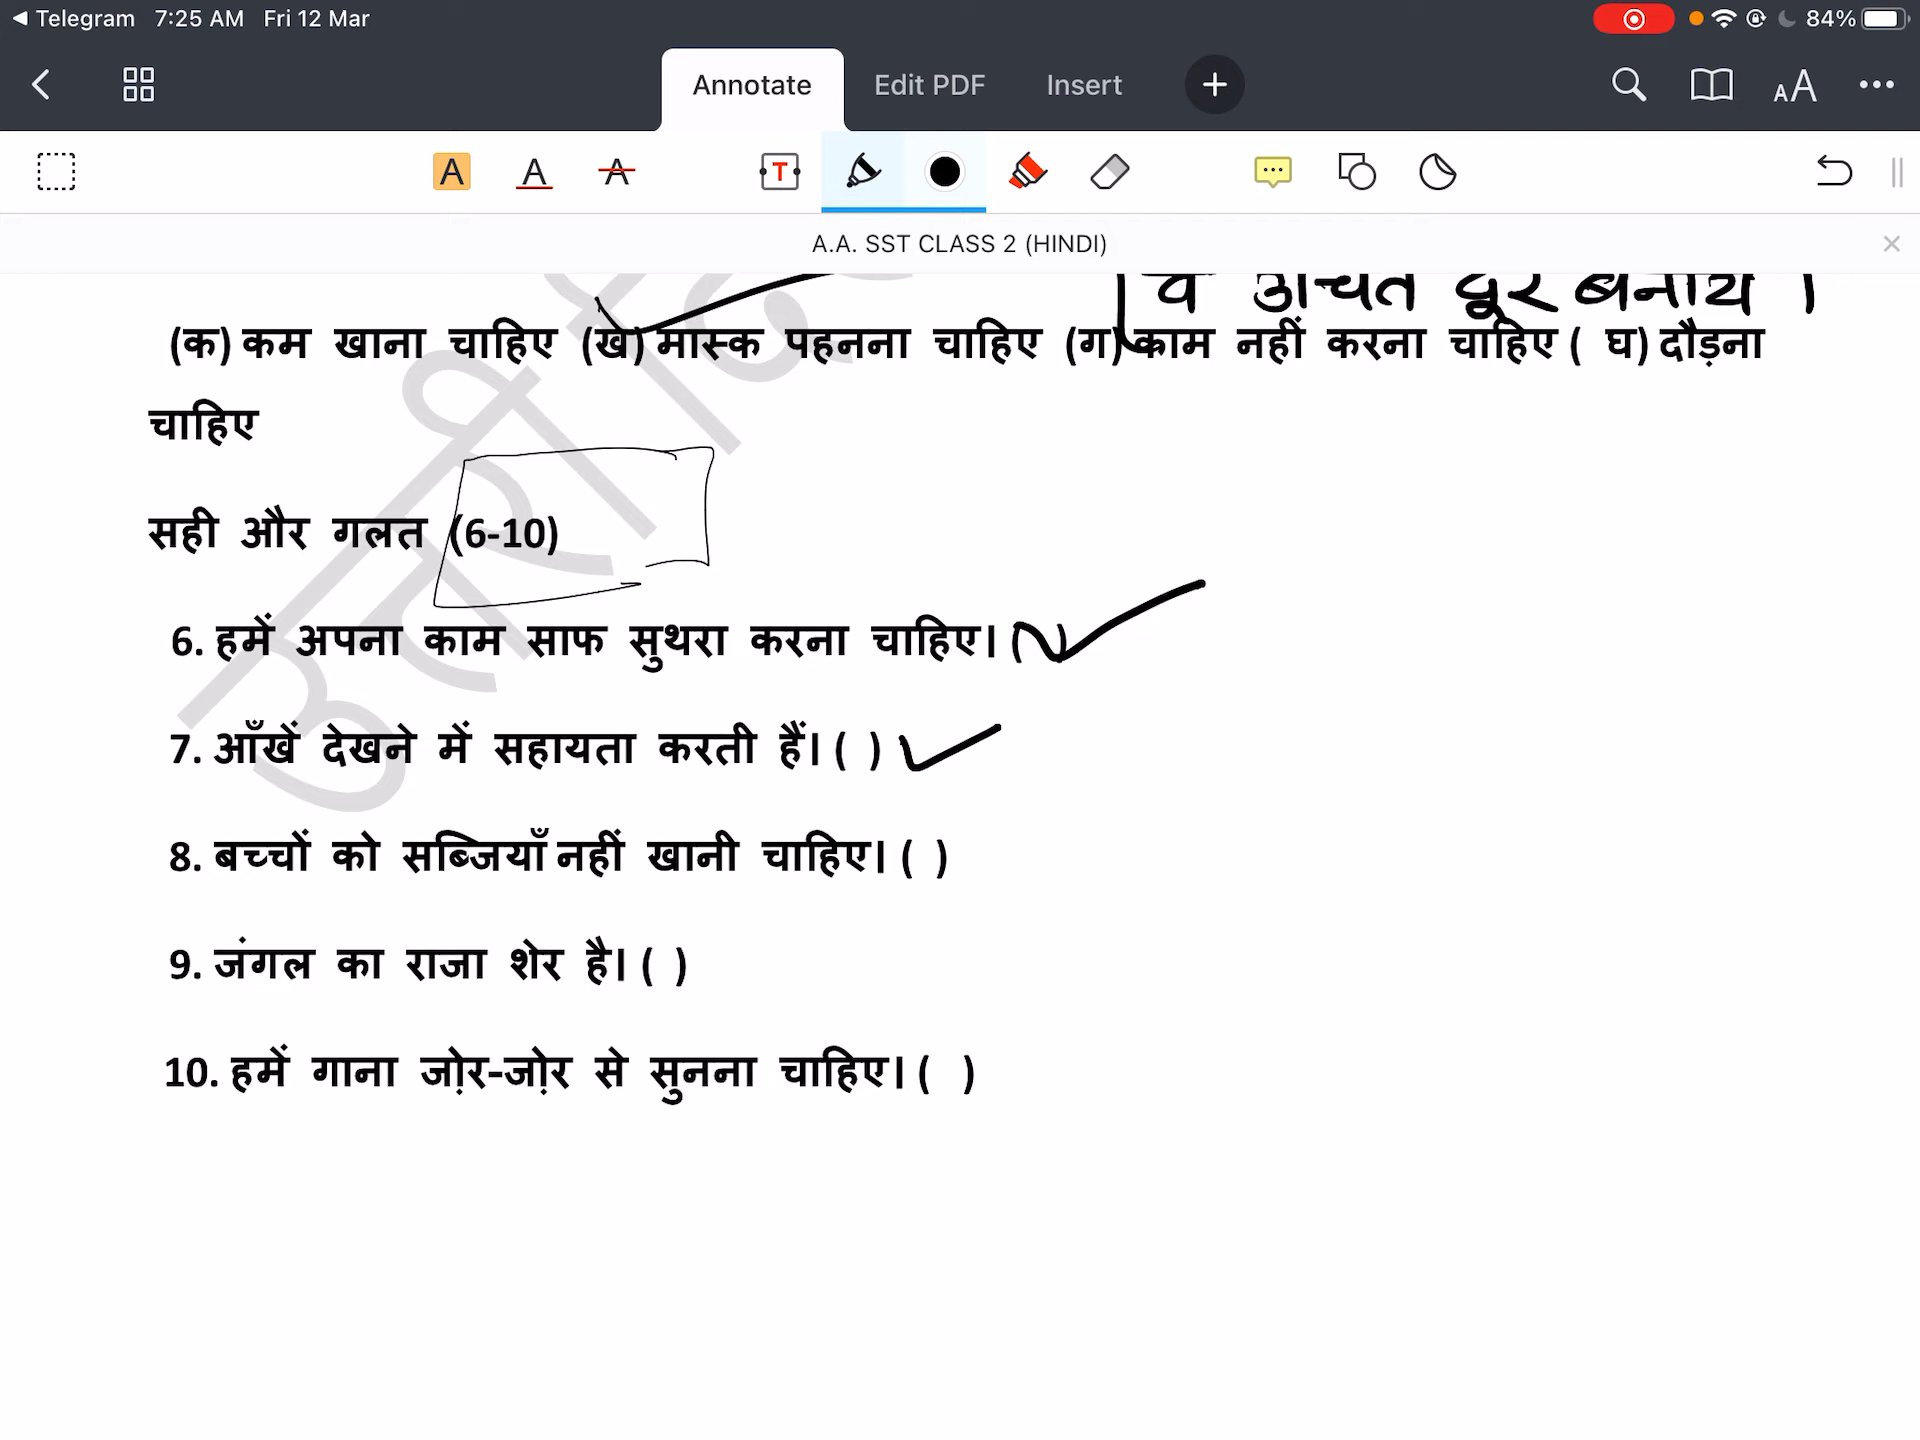 Telegram 7:25 AM Fri 12 Mar 84%
Annotate Edit PDF Insert
A.A. SST CLASS 2 (HINDI)
(क) कम खाना चाहिए (ख) मास्क पहनना चाहिए (ग) काम नहीं करना चाहिए ( घ) दौड़ना
चाहिए
सही और गलत (6-10)
6. हमें अपना काम साफ सुथरा करना चाहिए। (
7. आँखें देखने में सहायता करती हैं। ( )
8. बच्चों को सब्जियाँ नहीं खानी चाहिए। ( )
9. जंगल का राजा शेर है। ( )
10. हमें गाना जो़र-जो़र से सुनना चाहिए। ( )